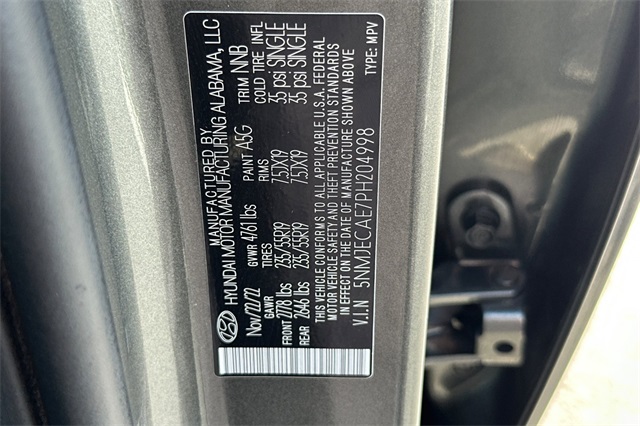 MANUFACTURED BY
HYUNDAI MOTOR MANUFACTURING ALABAMA, LLC
Nov/22/22 GVWR 4761 lbs PAINT A5G TRIM NNB
GAWR TIRES RIMS COLD TIRE INFL
FRONT 2778 lbs 235/55R19 7.5JX19 35 psi SINGLE
REAR 2646 lbs 235/55R19 7.5JX19 35 psi SINGLE
THIS VEHICLE CONFORMS TO ALL APPLICABLE U.S.A. FEDERAL
MOTOR VEHICLE SAFETY AND THEFT PREVENTION STANDARDS
IN EFFECT ON THE DATE OF MANUFACTURE SHOWN ABOVE
V.I.N 5NMJECAE7PH204998 TYPE: MPV